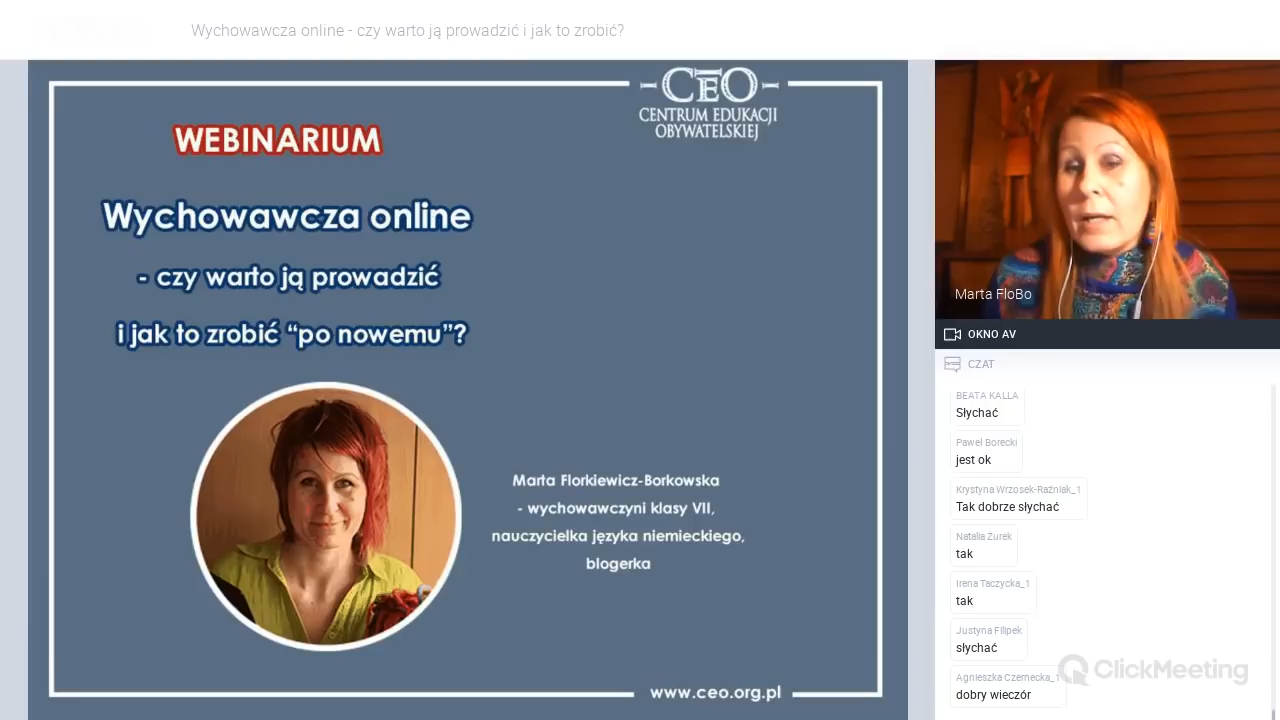 Wychowawcza online - czy warto ją prowadzić i jak to zrobić?
CEO
CENTRUM EDUKACJI
OBYWATELSKIEJ
WEBINARIUM
Wychowawcza online
- czy warto ją prowadzić
i jak to zrobić “po nowemu”?
Marta Florkiewicz-Borkowska
- wychowawczyni klasy VII,
nauczycielka języka niemieckiego,
blogerka
www.ceo.org.pl
Marta FloBo
OKNO AV
CZAT
BEATA KALLA
Słychać
Paweł Borecki
jest ok
Krystyna Wrzosek-Raźniak_1
Tak dobrze słychać
Natalia Żurek
tak
Irena Taczycka_1
tak
Justyna Filipek
słychać
Agnieszka Czernecka_1
dobry wieczór
ClickMeeting